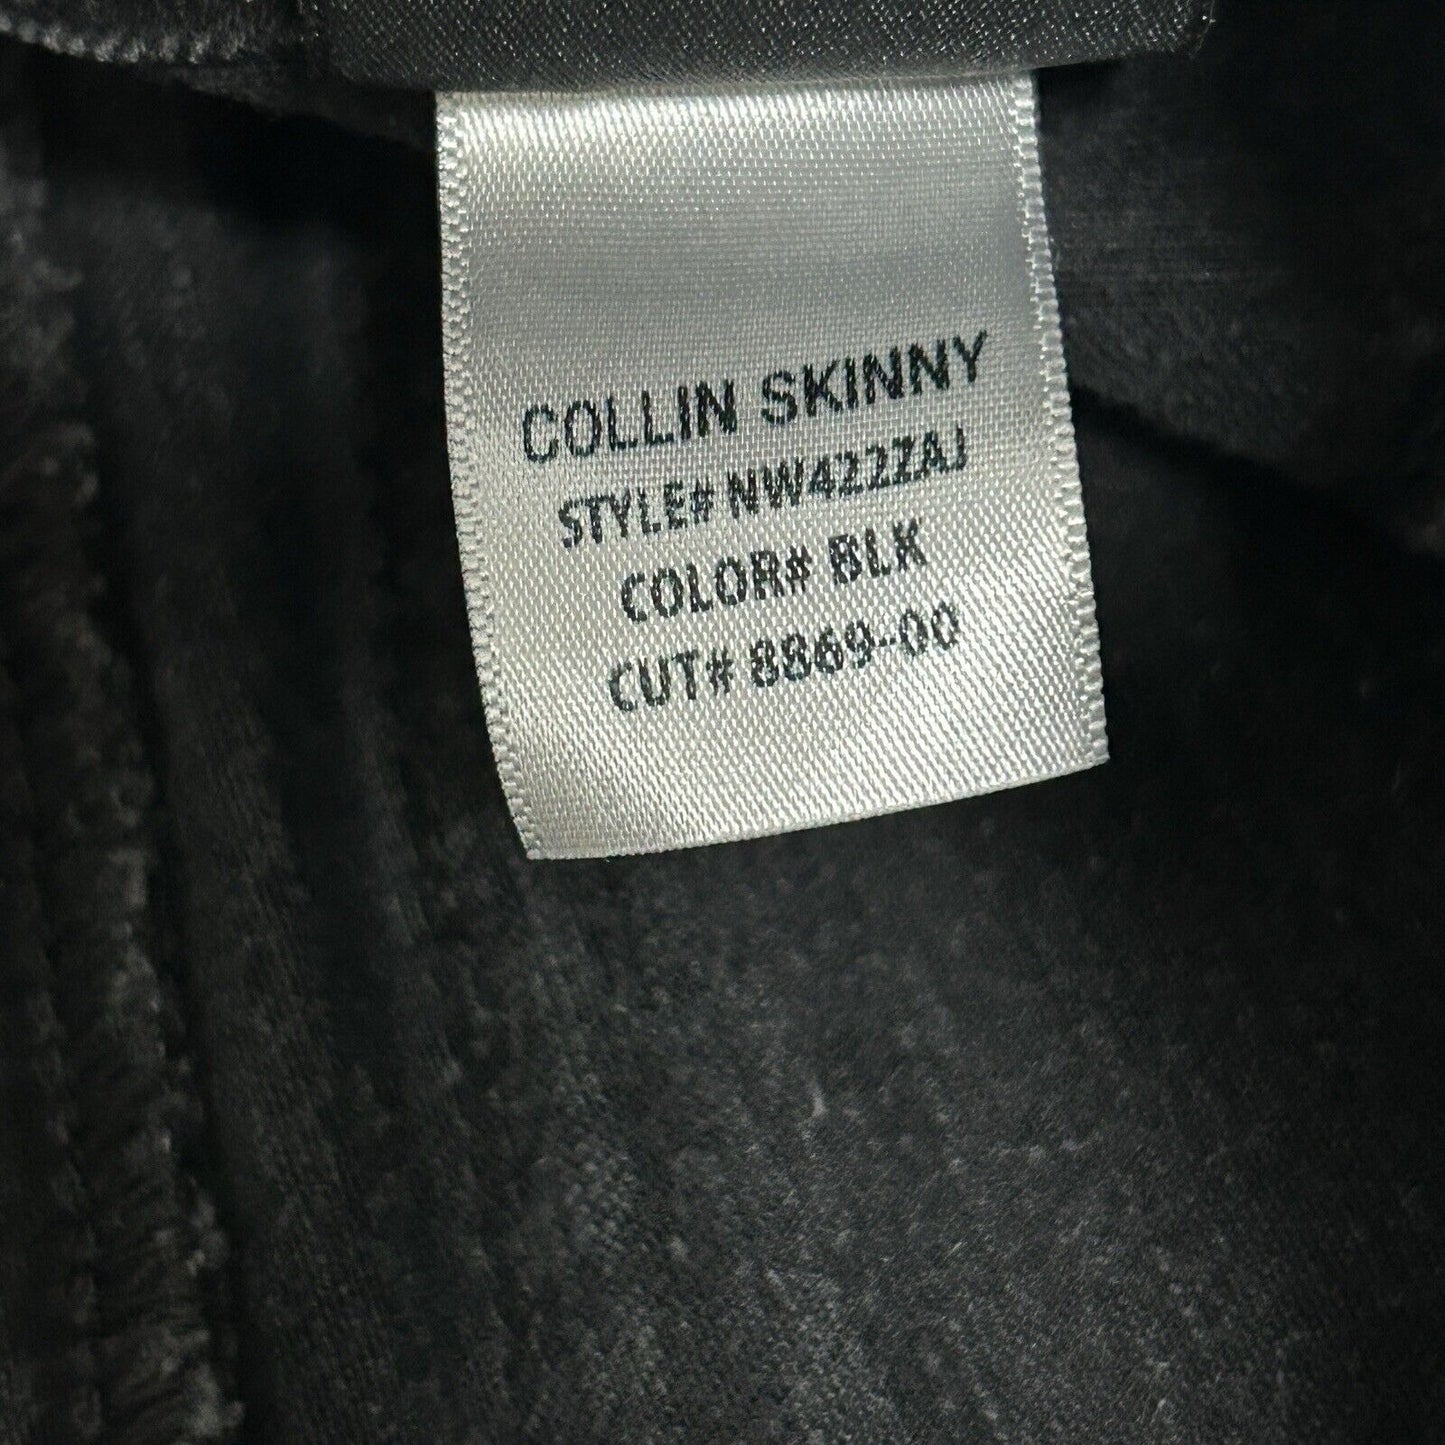 COLLIN SKINNY
STYLE# NW422ZAJ
COLOR# BLK
CUT# 8869-00